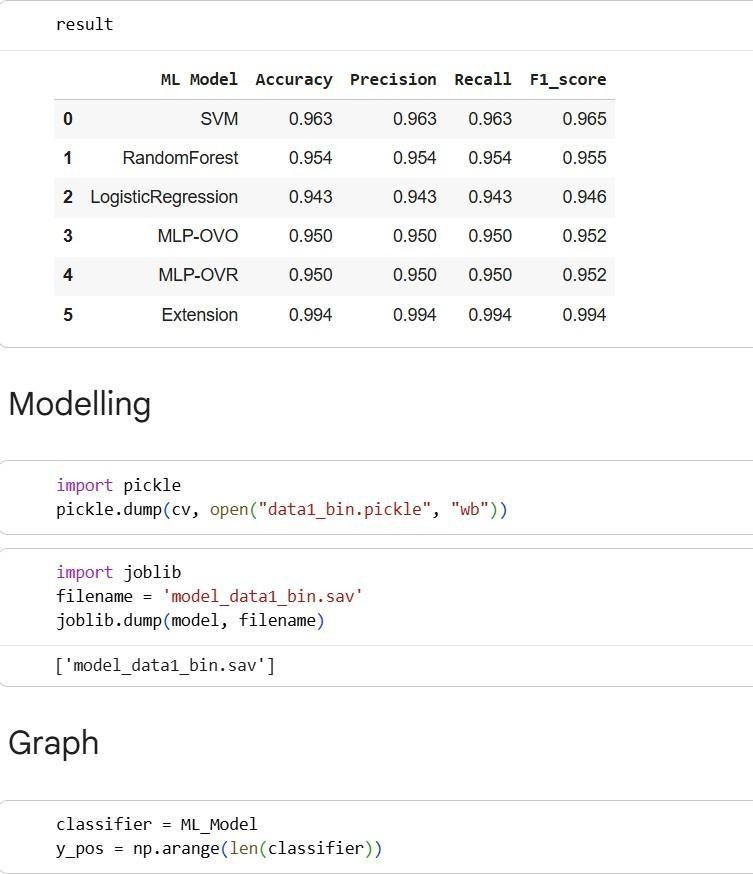 result
ML Model Accuracy Precision Recall F1_score
0 SVM 0.963 0.963 0.963 0.965
1 RandomForest 0.954 0.954 0.954 0.955
2 LogisticRegression 0.943 0.943 0.943 0.946
3 MLP-OVO 0.950 0.950 0.950 0.952
4 MLP-OVR 0.950 0.950 0.950 0.952
5 Extension 0.994 0.994 0.994 0.994
Modelling
import pickle
pickle.dump(cv, open("data1_bin.pickle", "wb"))
import joblib
filename = 'model_data1_bin.sav'
joblib.dump(model, filename)
['model_data1_bin.sav']
Graph
classifier = ML_Model
y_pos = np.arange(len(classifier))